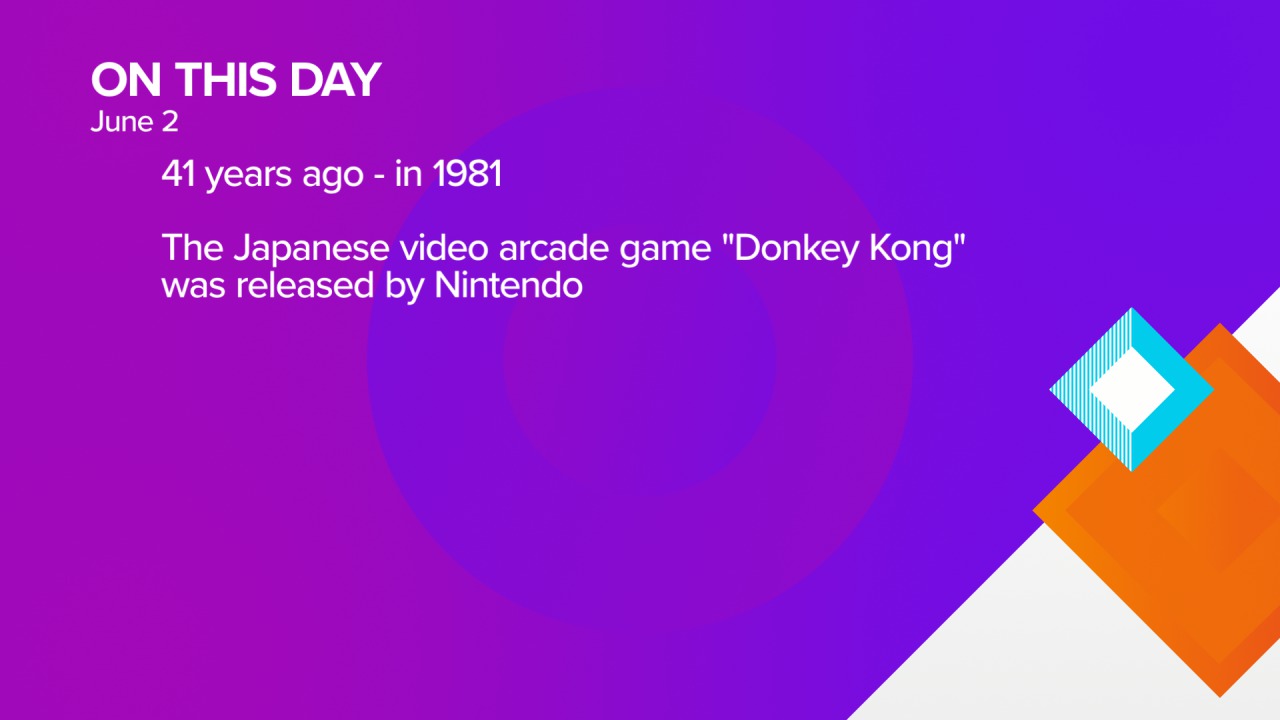 ON THIS DAY
June 2
41 years ago - in 1981
The Japanese video arcade game "Donkey Kong"
was released by Nintendo